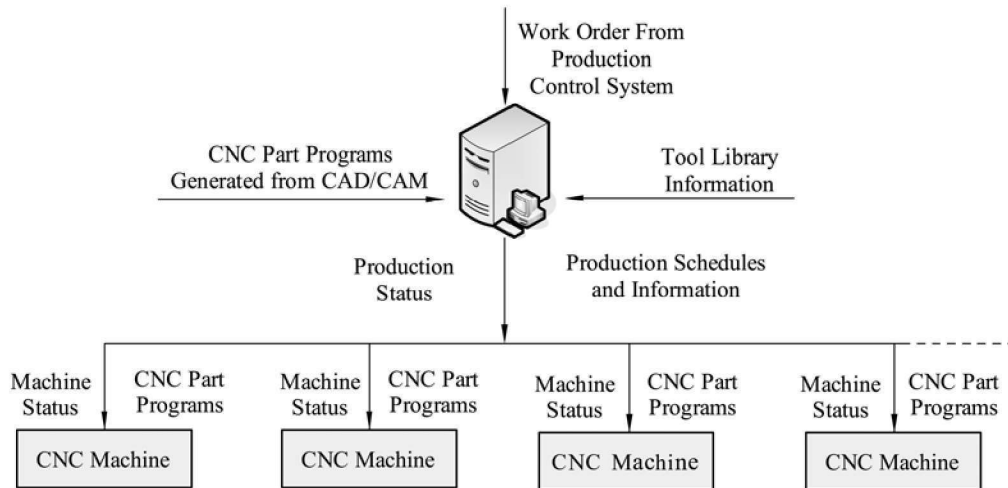 Work Order From
Production
Control System
CNC Part Programs
Generated from CAD/CAM
Tool Library
Information
Production
Status
Production Schedules
and Information
Machine
Status
CNC Part
Programs
Machine
Status
CNC Part
Programs
Machine
Status
CNC Part
Programs
Machine
Status
CNC Part
Programs
CNC Machine
CNC Machine
CNC Machine
CNC Machine